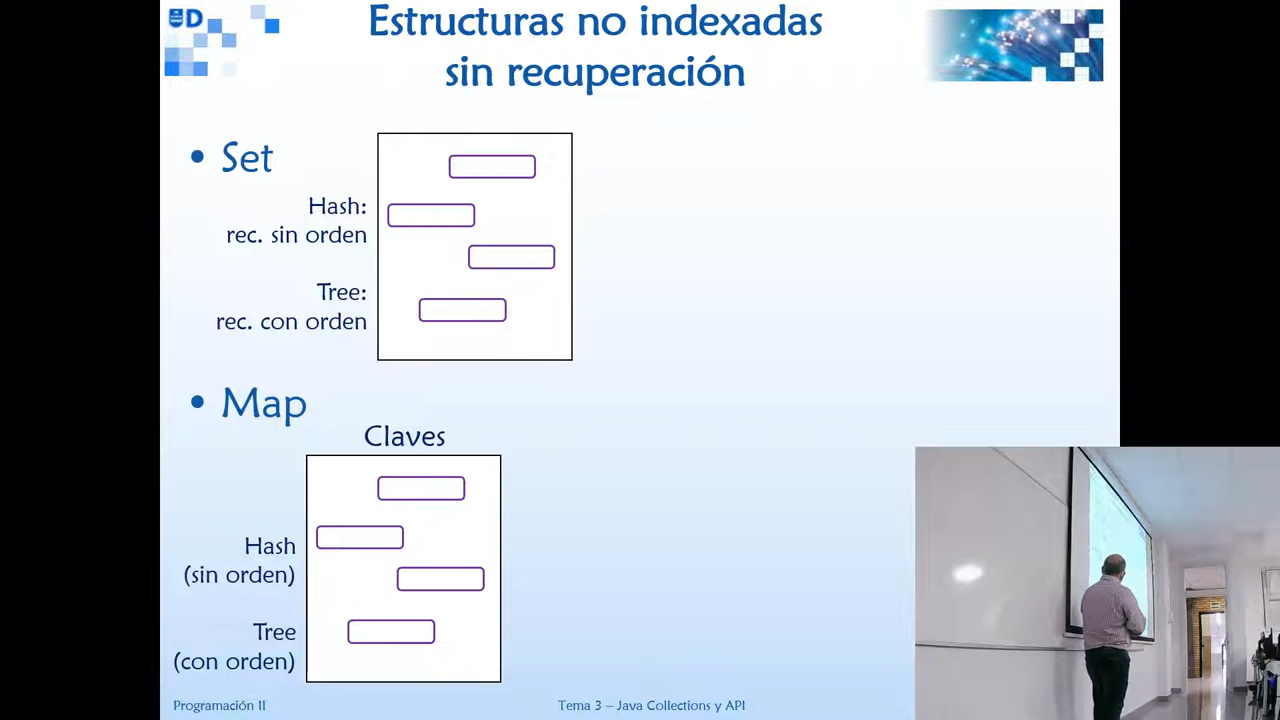 Estructuras no indexadas
sin recuperación
• Set
Hash:
rec. sin orden
Tree:
rec. con orden
• Map
Claves
Hash
(sin orden)
Tree
(con orden)
Programación II
Tema 3 – Java Collections y API